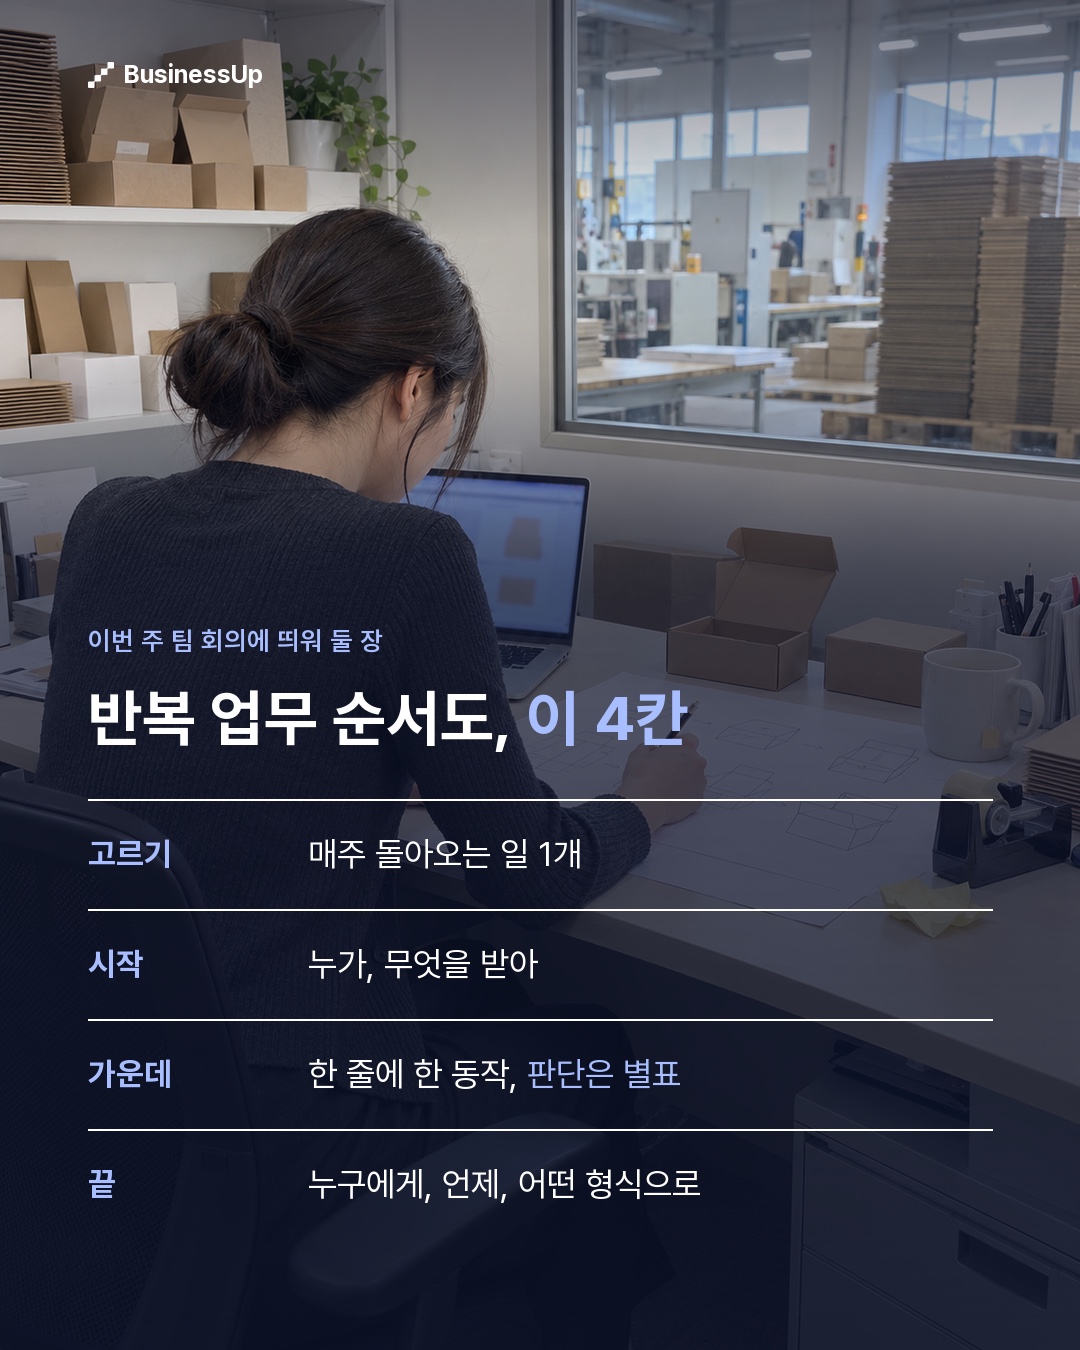 BusinessUp
이번 주 팀 회의에 띄워 둘 장
반복 업무 순서도, 이 4칸
고르기 매주 돌아오는 일 1개
시작 누가, 무엇을 받아
가운데 한 줄에 한 동작, 판단은 별표
끝 누구에게, 언제, 어떤 형식으로